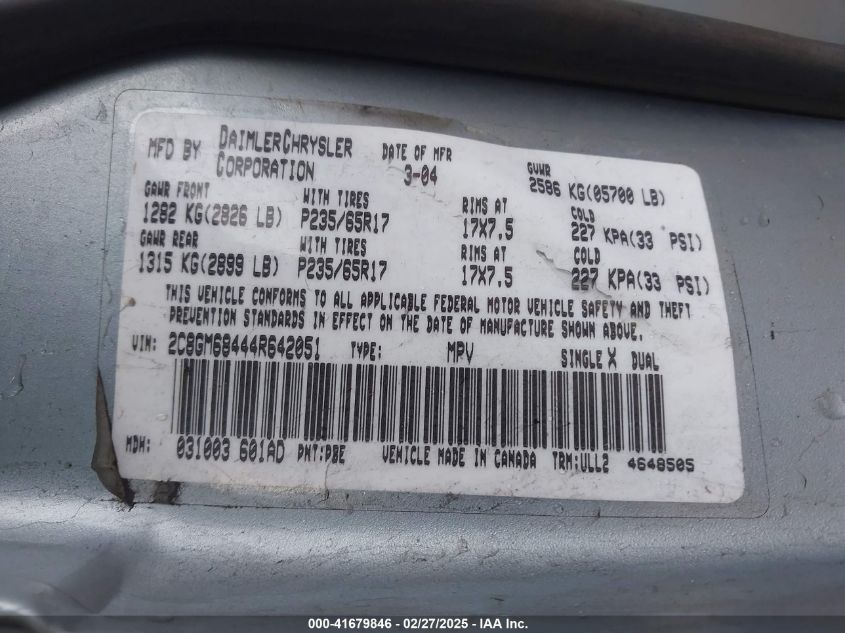 MFD BY DAIMLERCHRYSLER CORPORATION DATE OF MFR 3-04 GVWR 2586 KG(05700 LB)
GAWR FRONT WITH TIRES RIMS AT COLD
1282 KG(2826 LB) P235/65R17 17X7.5 227 KPA(33 PSI)
GAWR REAR WITH TIRES RIMS AT COLD
1315 KG(2899 LB) P235/65R17 17X7.5 227 KPA(33 PSI)
THIS VEHICLE CONFORMS TO ALL APPLICABLE FEDERAL MOTOR VEHICLE SAFETY AND THEFT
PREVENTION STANDARDS IN EFFECT ON THE DATE OF MANUFACTURE SHOWN ABOVE.
VIN: 2C8GM68444R642051 TYPE: MPV SINGLE X DUAL
MDH: 031003 601AD PNT:PBE VEHICLE MADE IN CANADA TRM:ULL2 4648505
000-41679846 - 02/27/2025 - IAAI Inc.